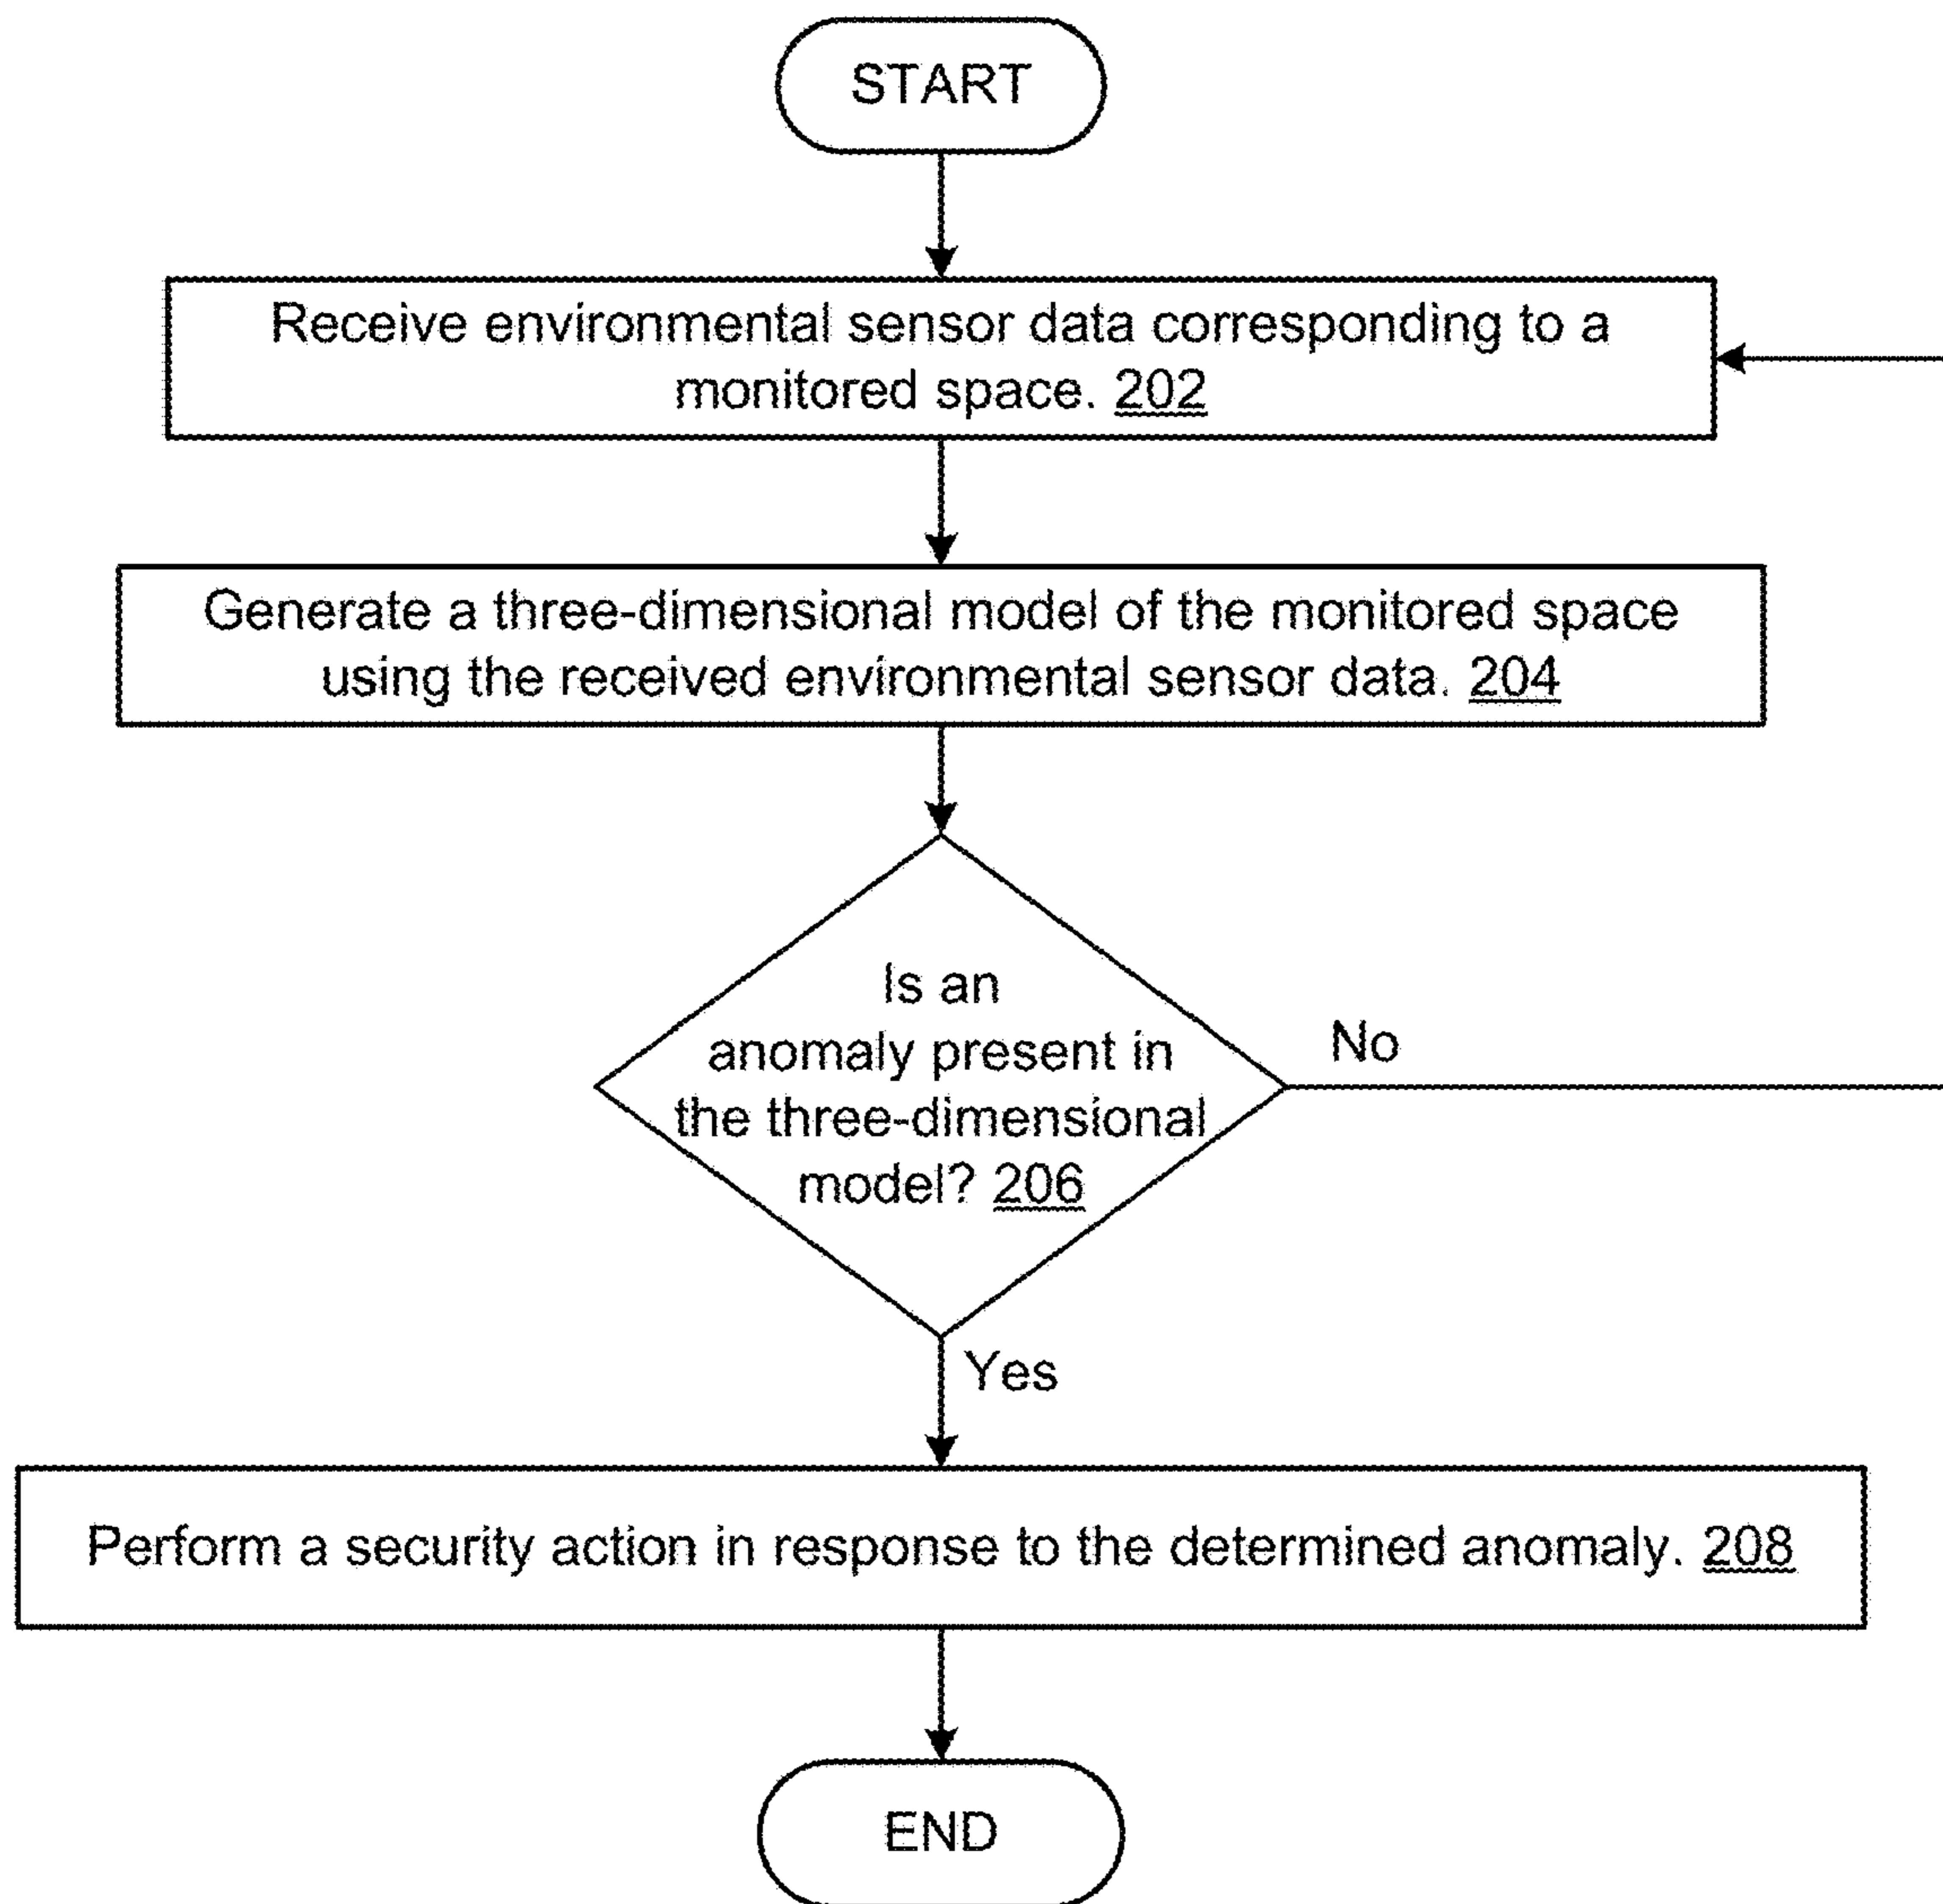 START
Receive environmental sensor data corresponding to a
monitored space. 202
Generate a three-dimensional model of the monitored space
using the received environmental sensor data. 204
Is an
anomaly present in
the three-dimensional
model? 206
No
Yes
Perform a security action in response to the determined anomaly. 208
END